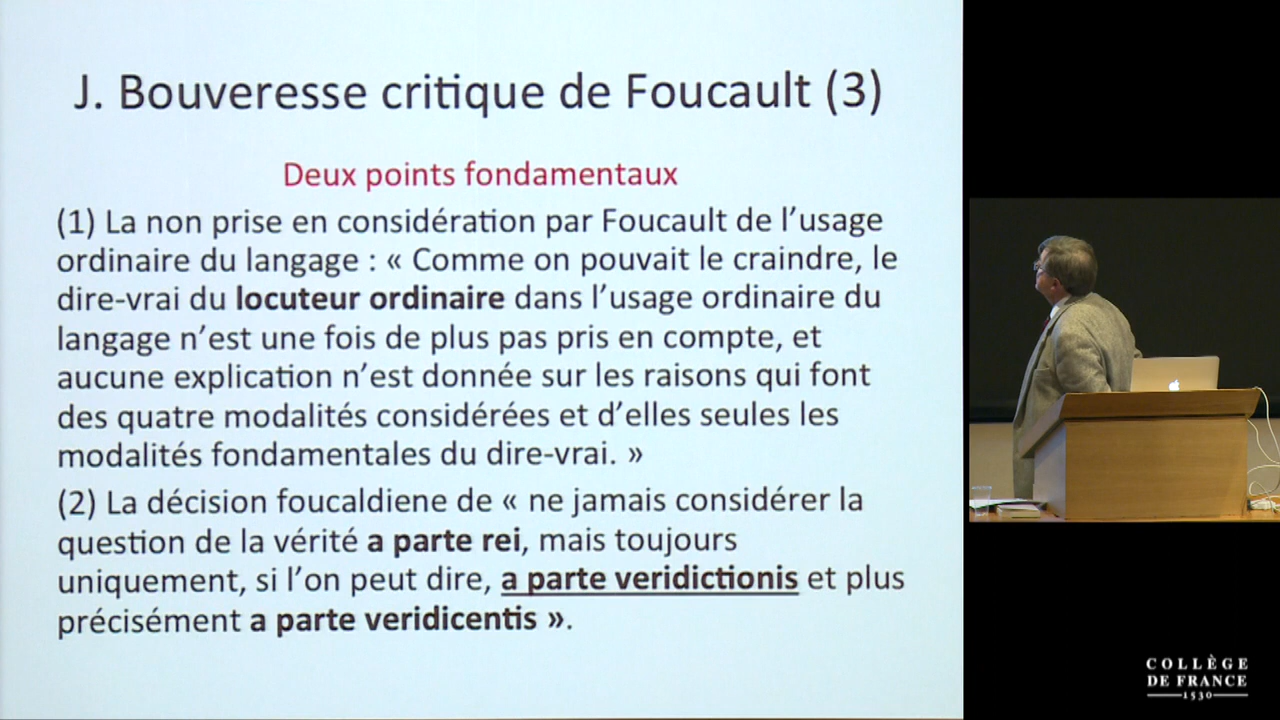 J. Bouveresse critique de Foucault (3)
Deux points fondamentaux
(1) La non prise en considération par Foucault de l’usage
ordinaire du langage : « Comme on pouvait le craindre, le
dire-vrai du locuteur ordinaire dans l’usage ordinaire du
langage n’est une fois de plus pas pris en compte, et
aucune explication n’est donnée sur les raisons qui font
des quatre modalités considérées et d’elles seules les
modalités fondamentales du dire-vrai. »
(2) La décision foucaldiene de « ne jamais considérer la
question de la vérité a parte rei, mais toujours
uniquement, si l’on peut dire, a parte veridictionis et plus
précisément a parte veridicentis ».
COLLÈGE
DE FRANCE
1530